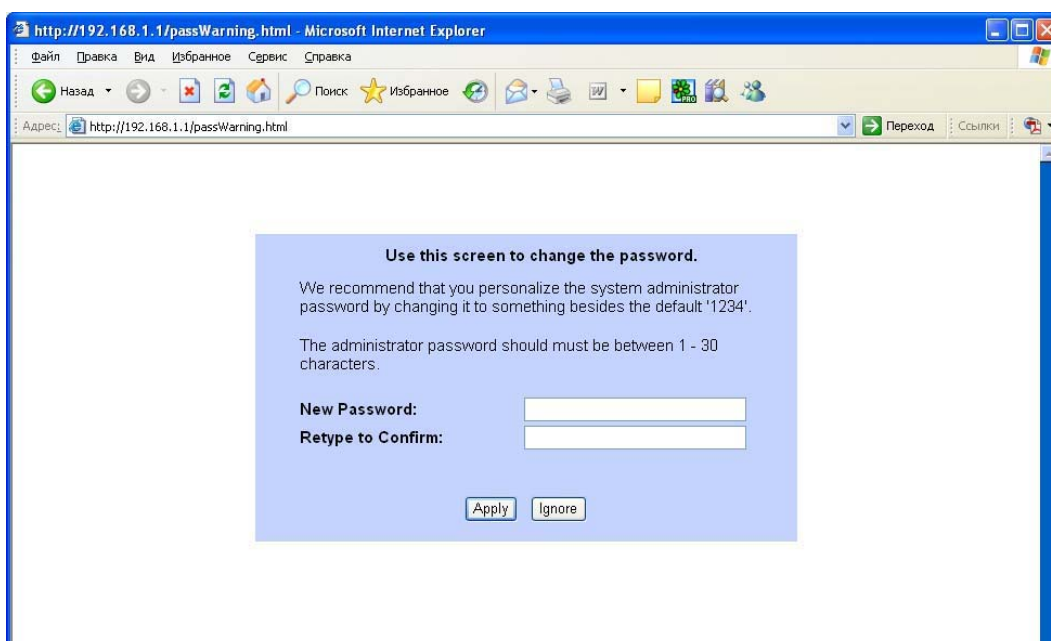 http://192.168.1.1/passWarning.html - Microsoft Internet Explorer
Файл Правка Вид Избранное Сервис Справка
Назад Поиск Избранное
Адрес: http://192.168.1.1/passWarning.html Переход Ссылки
Use this screen to change the password.
We recommend that you personalize the system administrator
password by changing it to something besides the default '1234'.
The administrator password should must be between 1 - 30
characters.
New Password:
Retype to Confirm:
Apply Ignore